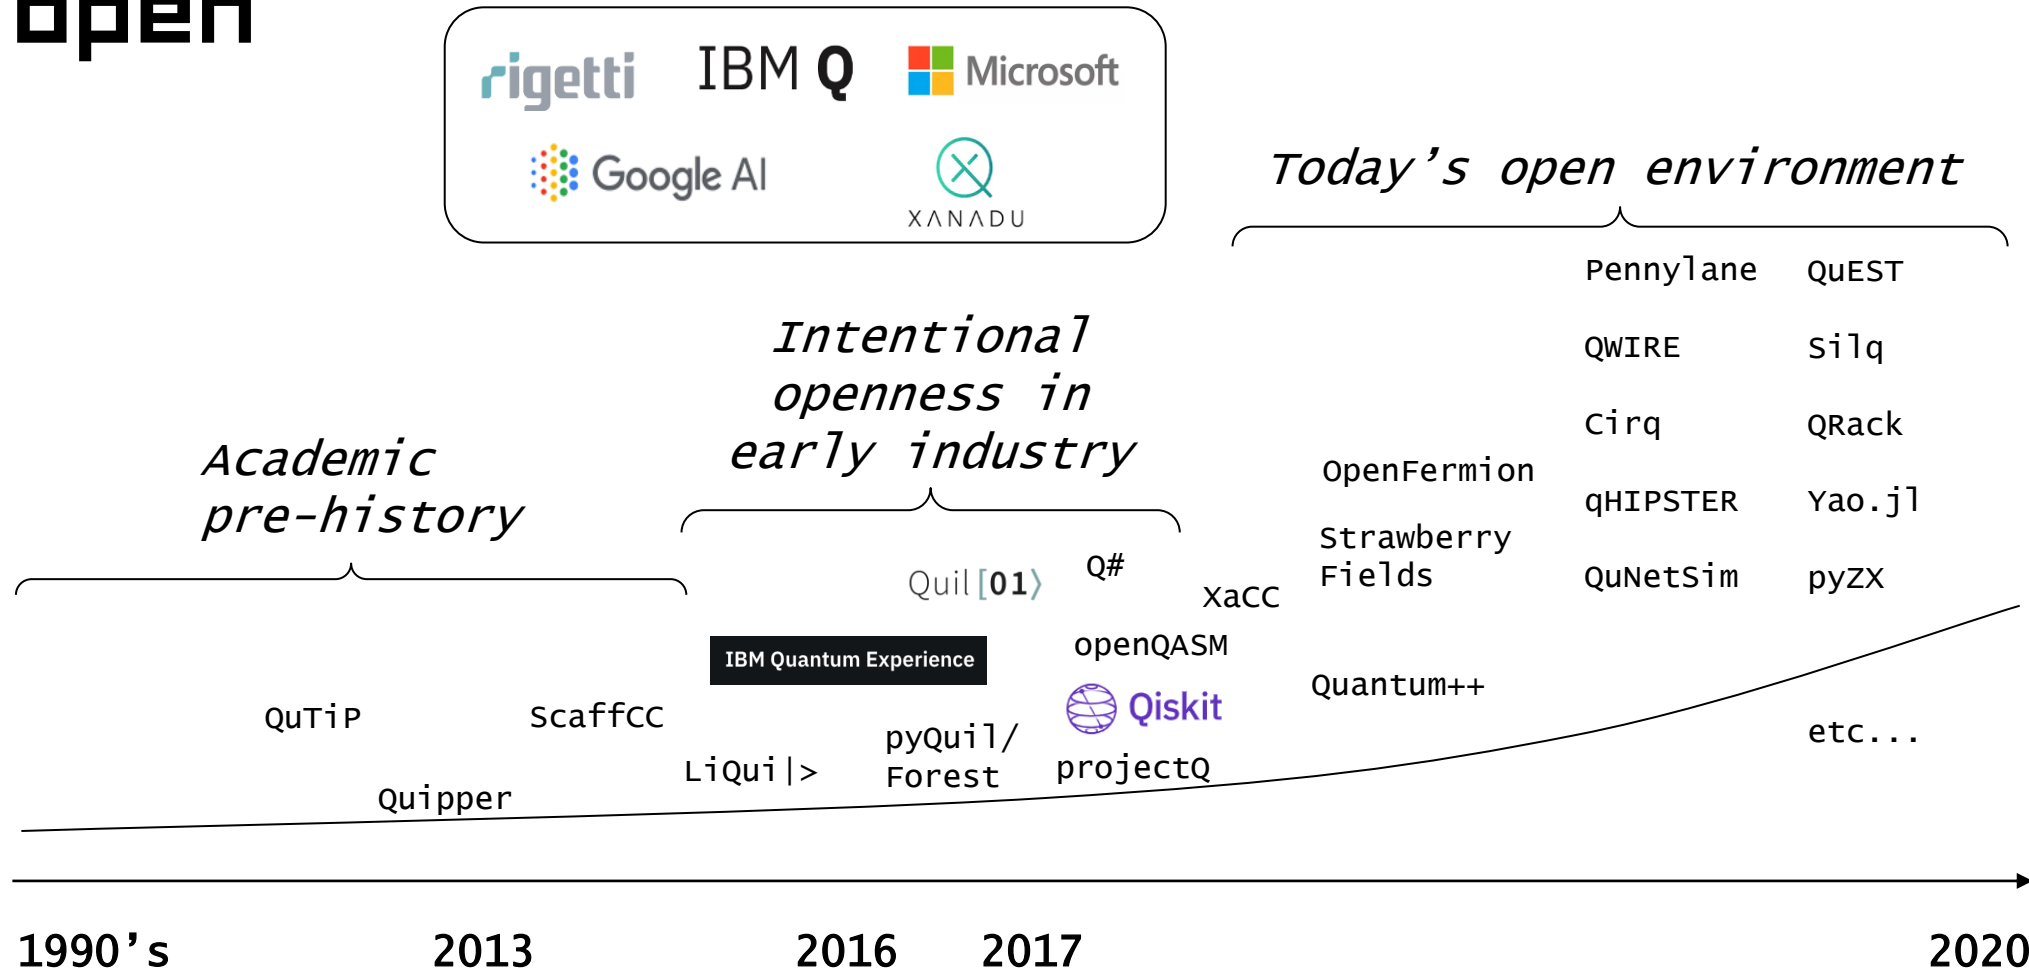 open
rigetti IBM Q Microsoft
Google AI XANADU
Today’s open environment
Pennylane QuEST
QWIRE Silq
Cirq QRack
qHIPSTER Yao.jl
QuNetSim pyZX
etc...
OpenFermion
Strawberry
Fields
Quantum++
Intentional
openness in
early industry
Quil [01⟩
Q#
XaCC
IBM Quantum Experience
openQASM
Qiskit
LiQui|>
pyQuil/
Forest
projectQ
Academic
pre-history
QuTiP
ScaffCC
Quipper
1990’s 2013 2016 2017 2020